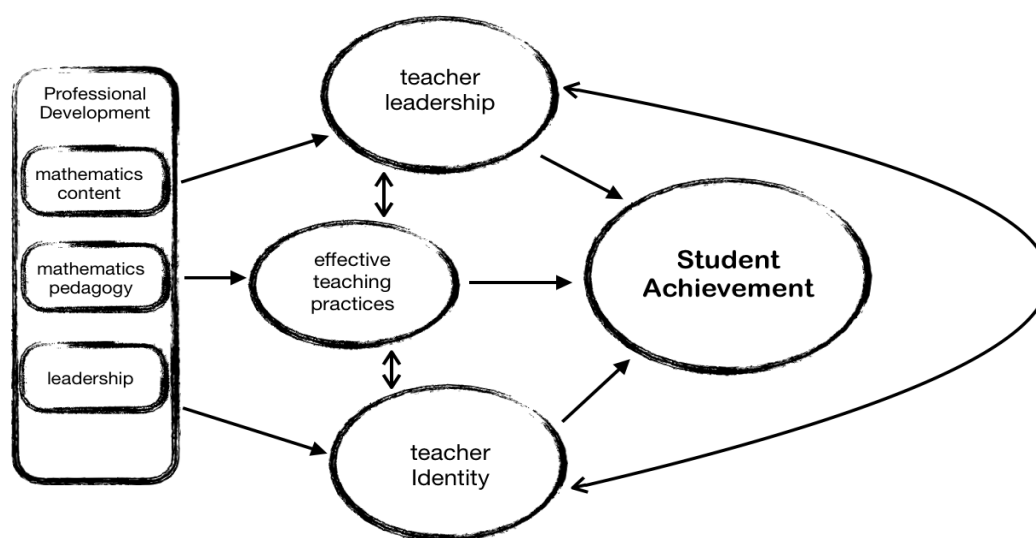 Professional
Development
mathematics
content
mathematics
pedagogy
leadership
teacher
leadership
effective
teaching
practices
teacher
Identity
Student
Achievement